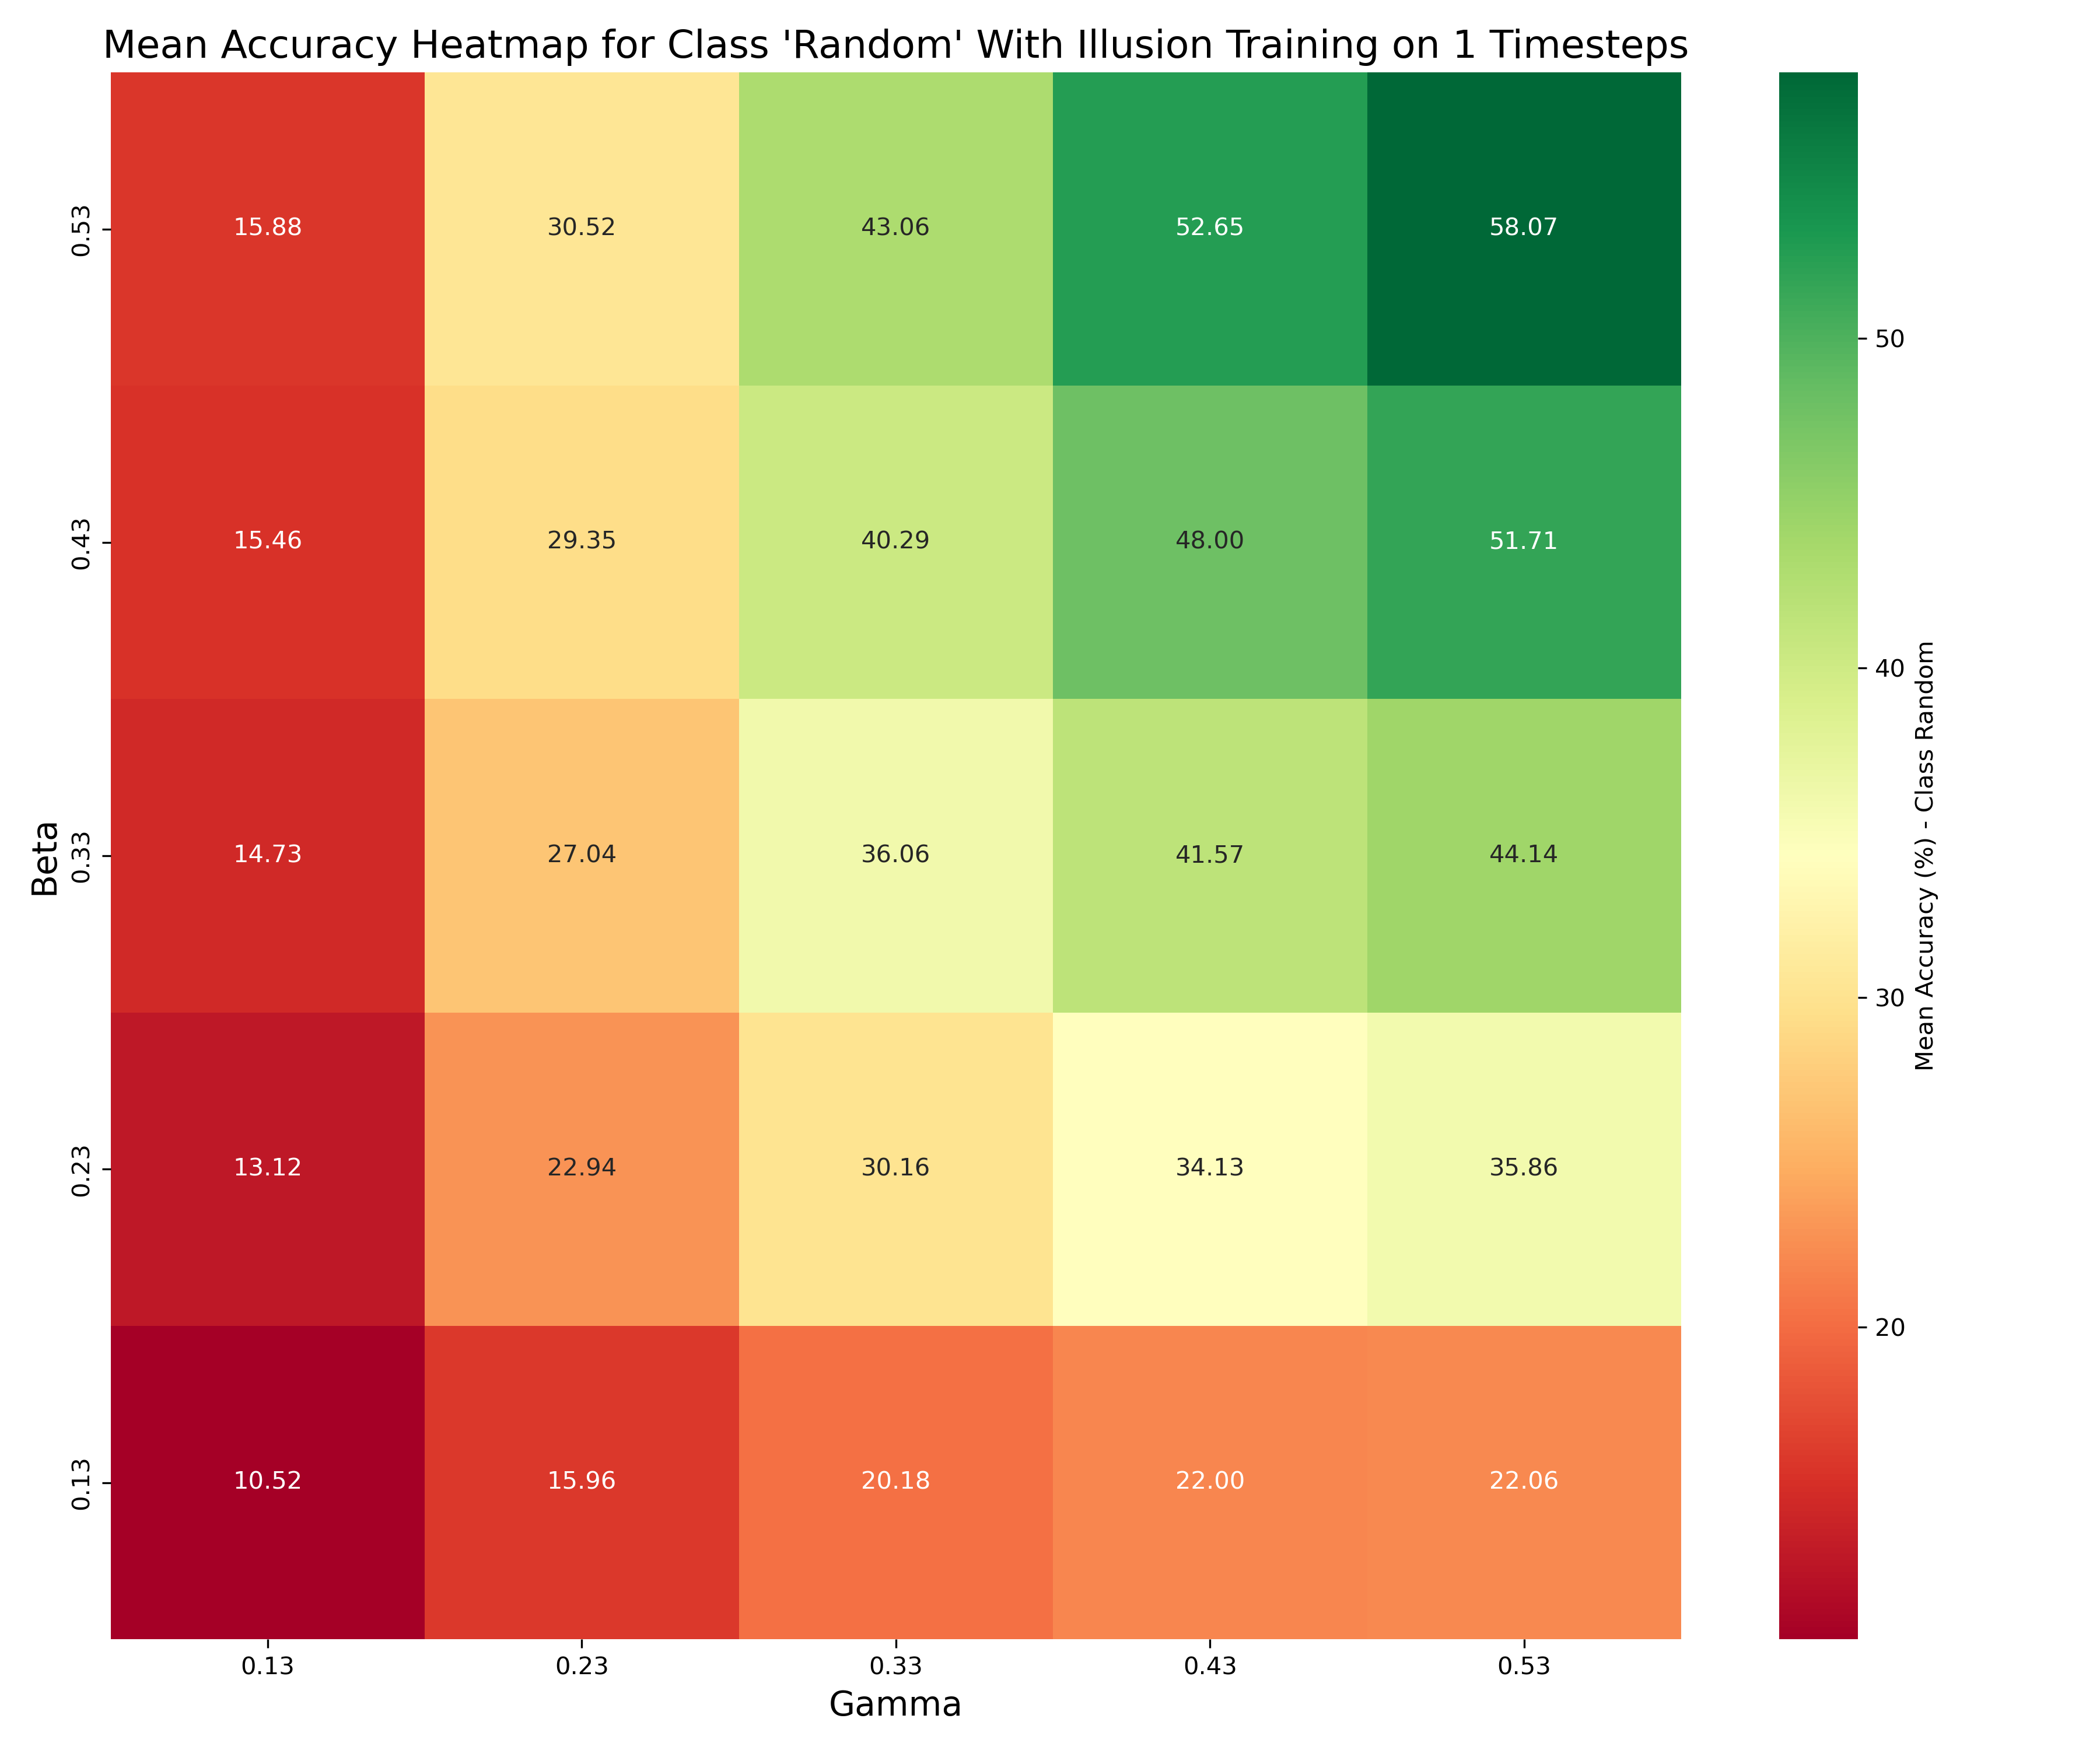 Mean Accuracy Heatmap for Class 'Random' With Illusion Training on 1 Timesteps
Beta
0.53 15.88 30.52 43.06 52.65 58.07
0.43 15.46 29.35 40.29 48.00 51.71
0.33 14.73 27.04 36.06 41.57 44.14
0.23 13.12 22.94 30.16 34.13 35.86
0.13 10.52 15.96 20.18 22.00 22.06
0.13 0.23 0.33 0.43 0.53
Gamma
50
40
30
20
Mean Accuracy (%) - Class Random